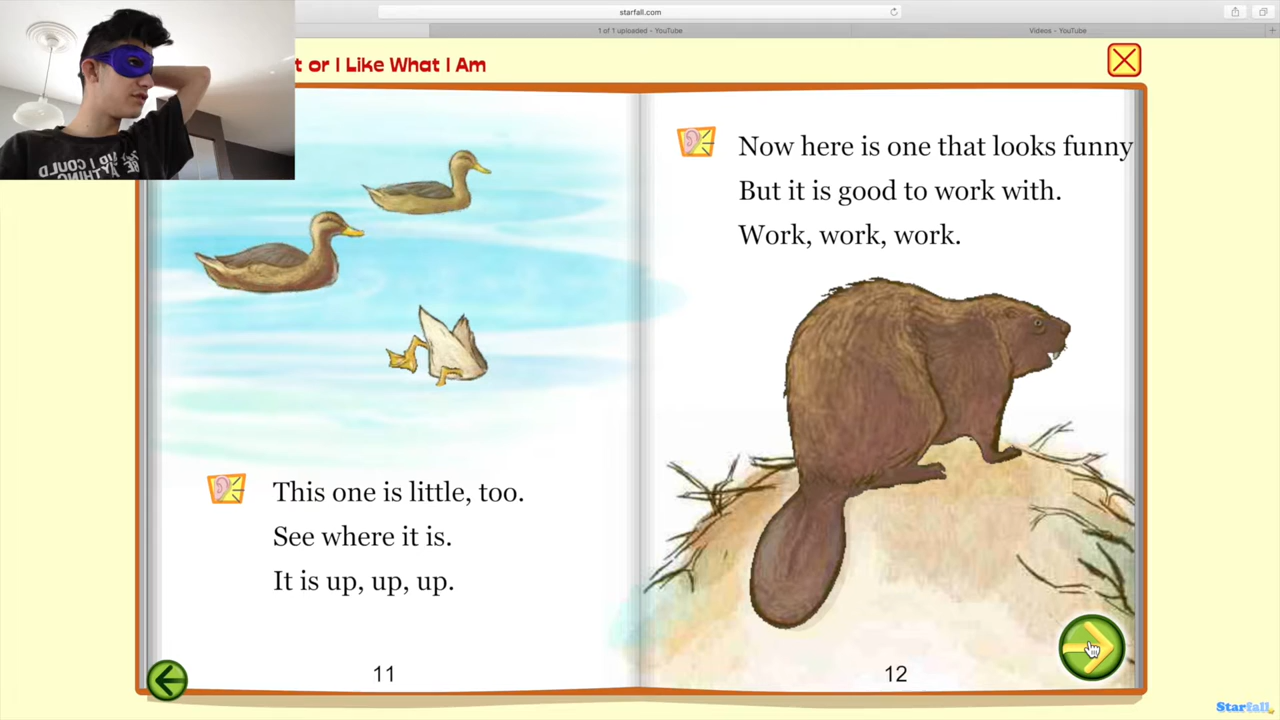 starfall.com
1 of 1 uploaded - YouTube
Videos - YouTube
t or I Like What I Am
Now here is one that looks funny
But it is good to work with.
Work, work, work.
This one is little, too.
See where it is.
It is up, up, up.
11
12
Starfall